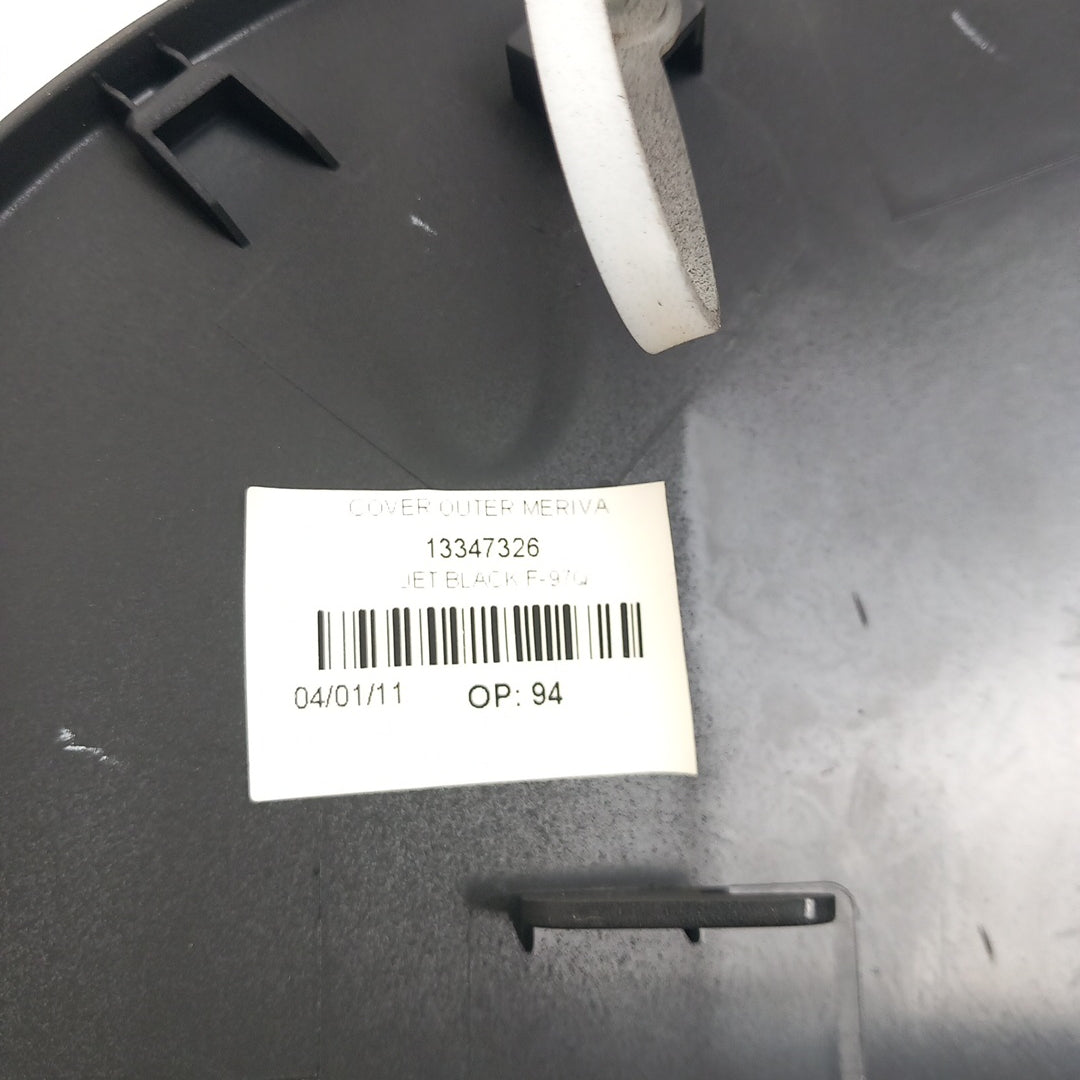 COVER OUTER MERIVA
13347326
JET BLACK F-97Q
04/01/11 OP: 94